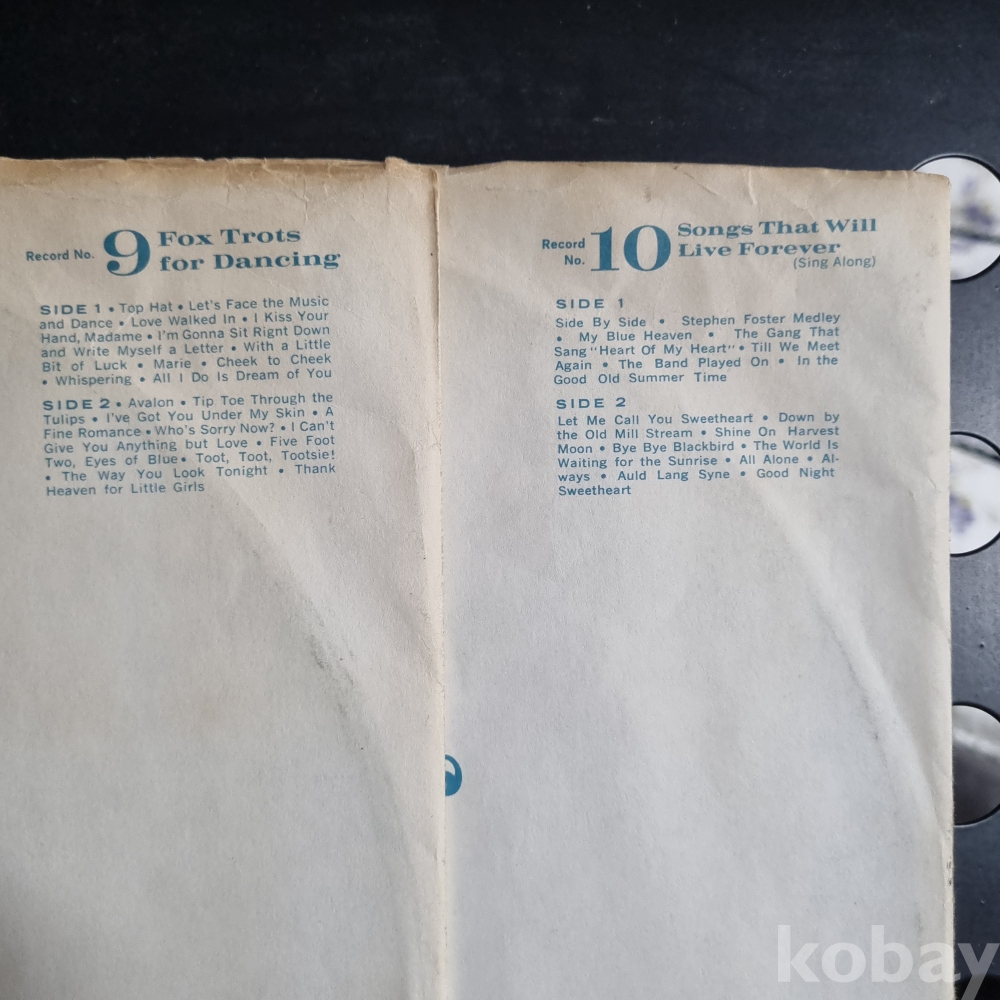 Record No. 9 Fox Trots
for Dancing
SIDE 1 • Top Hat • Let's Face the Music
and Dance • Love Walked In • I Kiss Your
Hand, Madame • I'm Gonna Sit Rignt Down
and Write Myself a Letter • With a Little
Bit of Luck • Marie • Cheek to Cheek
• Whispering • All I Do Is Dream of You
SIDE 2 • Avalon • Tip Toe Through the
Tulips • I've Got You Under My Skin • A
Fine Romance • Who's Sorry Now? • I Can't
Give You Anything but Love • Five Foot
Two, Eyes of Blue • Toot, Toot, Tootsie!
• The Way You Look Tonight • Thank
Heaven for Little Girls
Record No. 10 Songs That Will
Live Forever
(Sing Along)
SIDE 1
Side By Side • Stephen Foster Medley
• My Blue Heaven • The Gang That
Sang "Heart Of My Heart" • Till We Meet
Again • The Band Played On • In the
Good Old Summer Time
SIDE 2
Let Me Call You Sweetheart • Down by
the Old Mill Stream • Shine On Harvest
Moon • Bye Bye Blackbird • The World Is
Waiting for the Sunrise • All Alone • Al-
ways • Auld Lang Syne • Good Night
Sweetheart
kobay